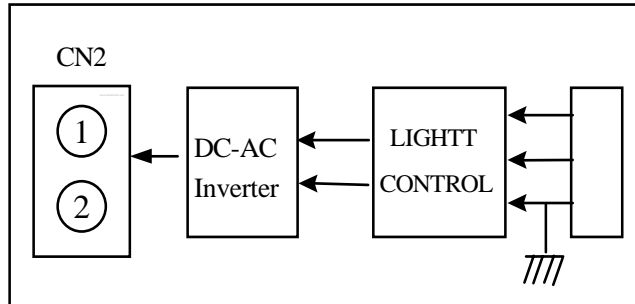 CN2
1
2
DC-AC
Inverter
LIGHTT
CONTROL